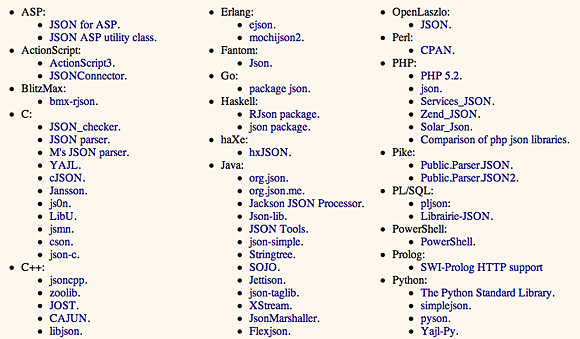 ASP:
JSON for ASP.
JSON ASP utility class.
ActionScript:
ActionScript3.
JSONConnector.
BlitzMax:
bmx-rjson.
C:
JSON_checker.
JSON parser.
M's JSON parser.
YAJL.
cJSON.
Jansson.
js0n.
LibU.
jsmn.
cson.
json-c.
C++:
jsoncpp.
zoolib.
JOST.
CAJUN.
libjson.
Erlang:
ejson.
mochijson2.
Fantom:
Json.
Go:
package json.
Haskell:
RJson package.
json package.
haXe:
hxJSON.
Java:
org.json.
org.json.me.
Jackson JSON Processor.
Json-lib.
JSON Tools.
json-simple.
Stringtree.
SOJO.
Jettison.
json-taglib.
XStream.
JsonMarshaller.
Flexjson.
OpenLaszlo:
JSON.
Perl:
CPAN.
PHP:
PHP 5.2.
json.
Services_JSON.
Zend_JSON.
Solar_Json.
Comparison of php json libraries.
Pike:
Public.Parser.JSON.
Public.Parser.JSON2.
PL/SQL:
pljson:
Librairie-JSON.
PowerShell:
PowerShell.
Prolog:
SWI-Prolog HTTP support
Python:
The Python Standard Library.
simplejson.
pyson.
Yajl-Py.